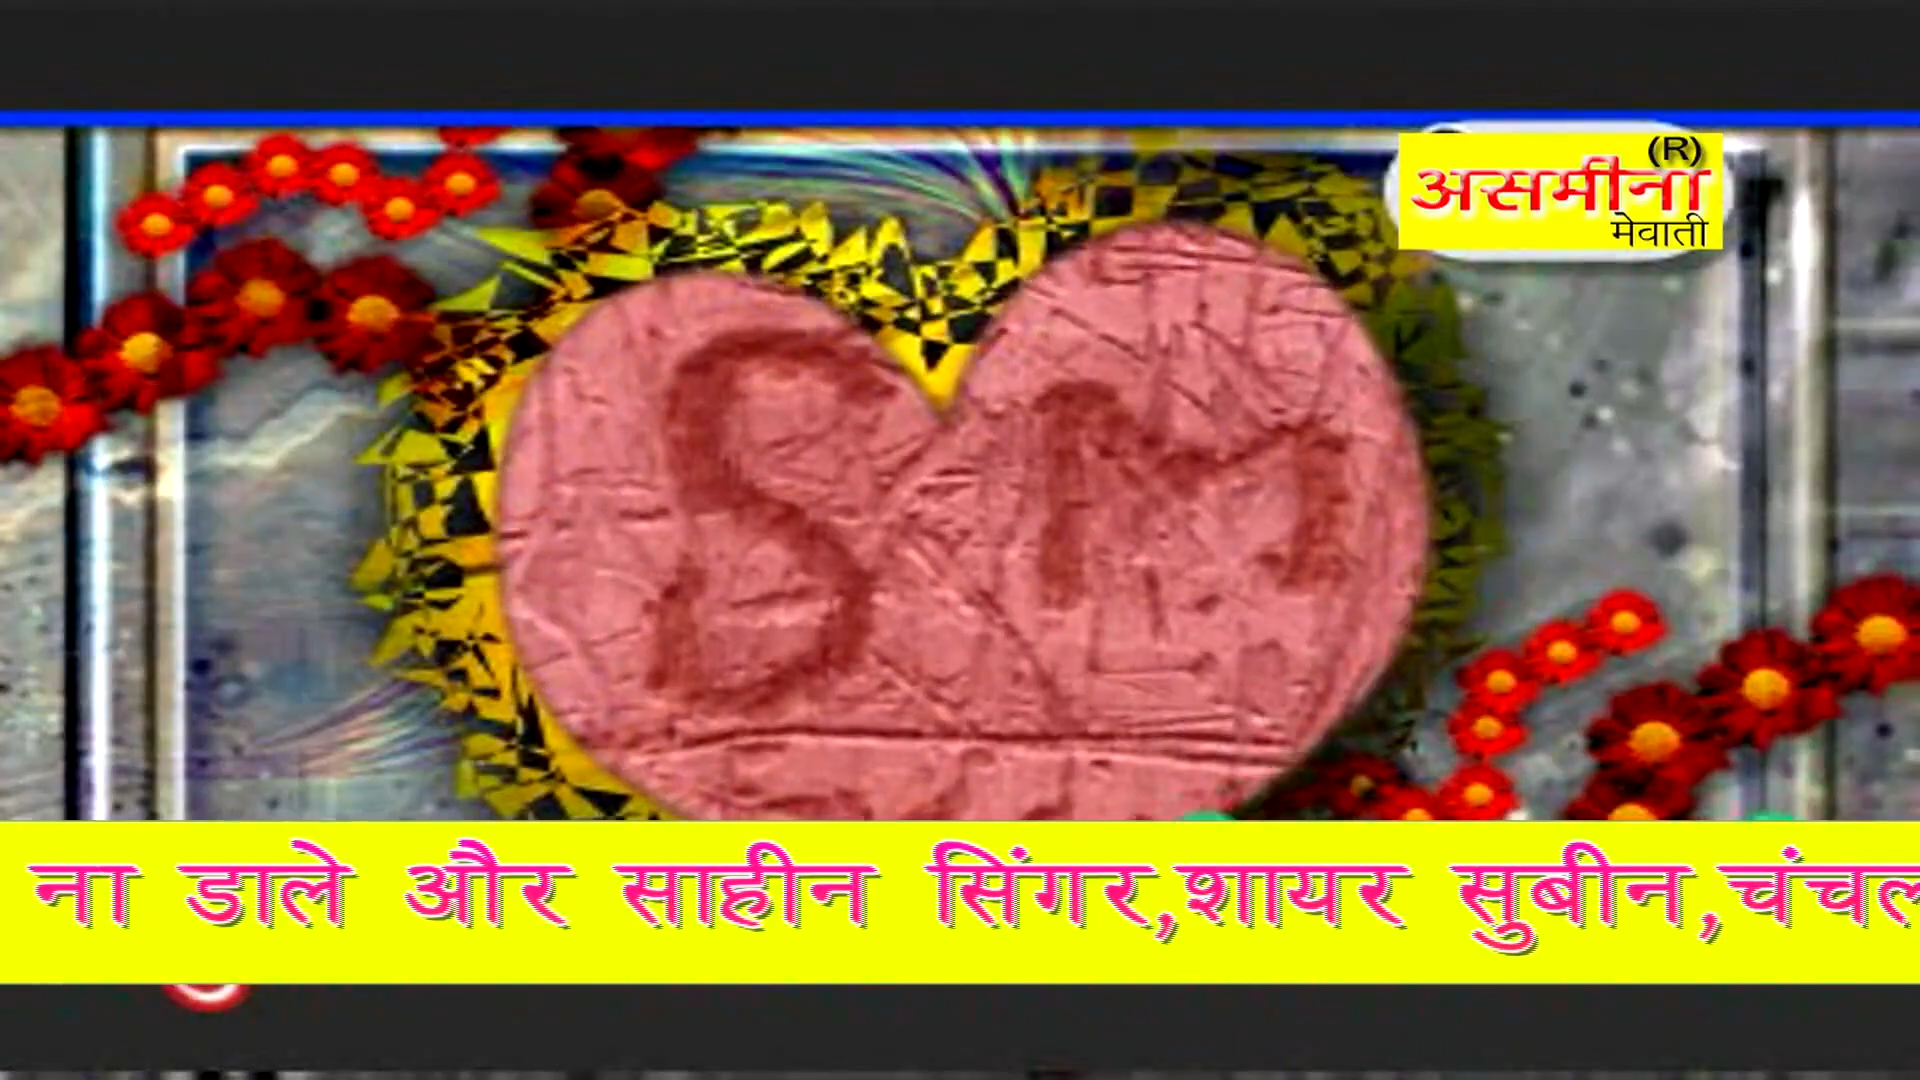 (R)
असमीना
मेवाती
S M
ना डाले और साहीन सिंगर,शायर सुबीन,चंचल